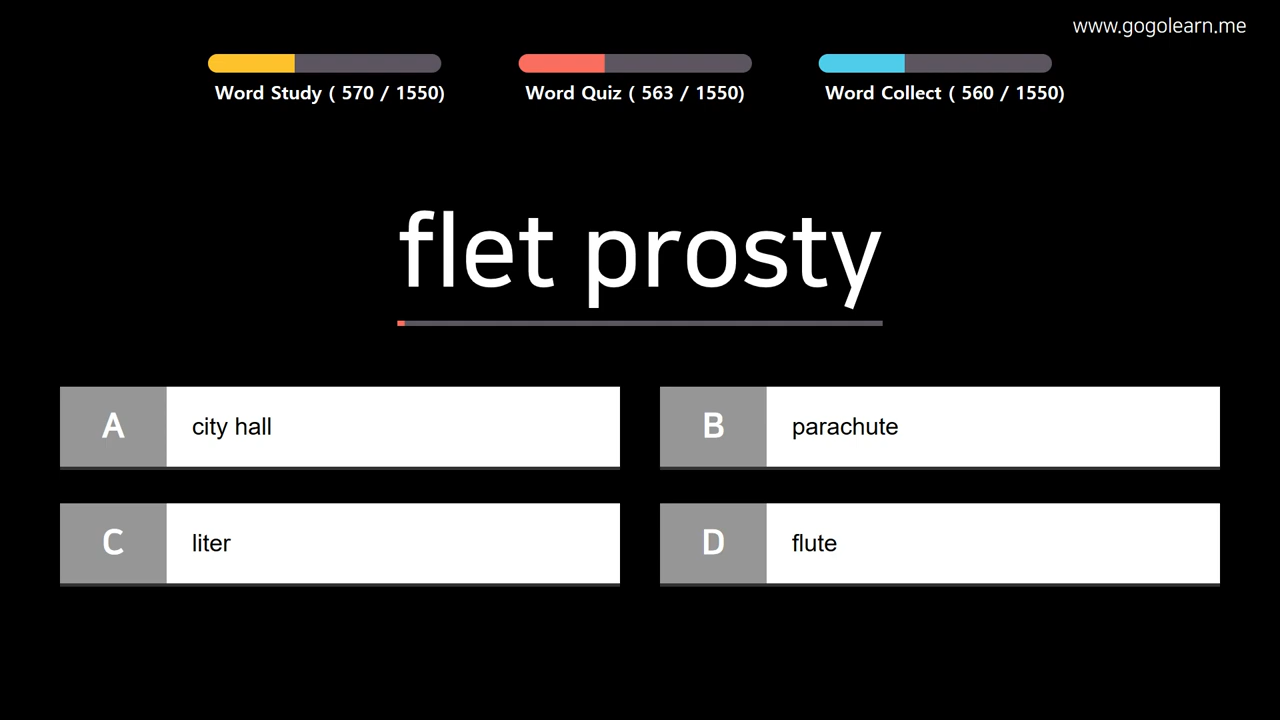 www.gogolearn.me
Word Study ( 570 / 1550)
Word Quiz ( 563 / 1550)
Word Collect ( 560 / 1550)
flet prosty
A city hall
B parachute
C liter
D flute